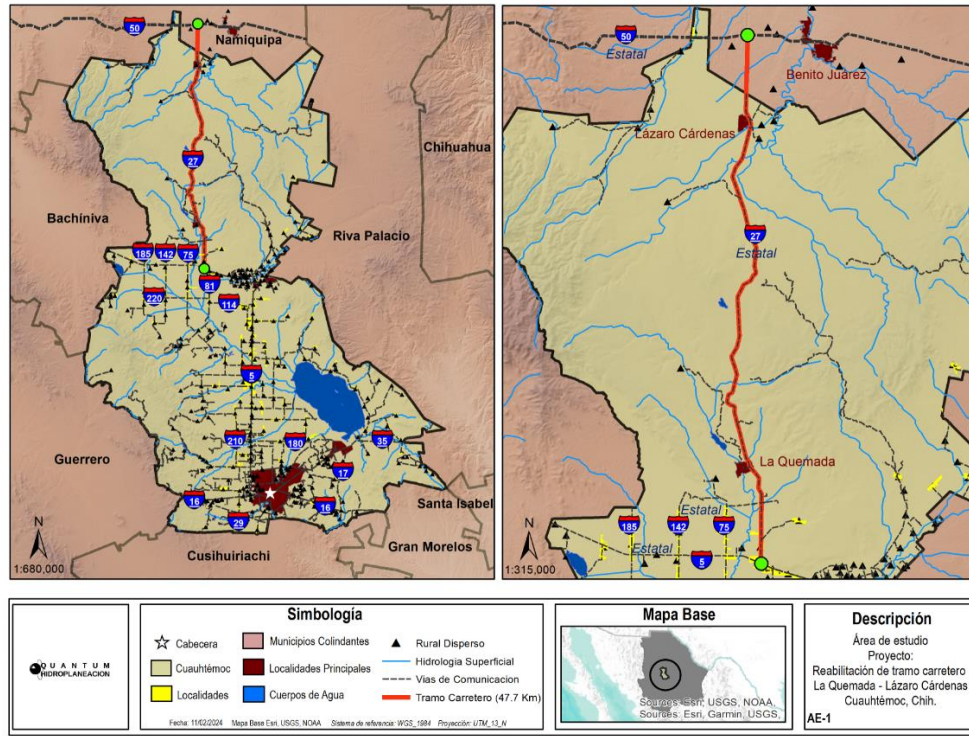 50
Namiquipa
27
Chihuahua
Bachíniva
Riva Palacio
185
142
75
81
220
114
5
210
180
35
Guerrero
17
16
16
Santa Isabel
29
Gran Morelos
Cusihuiriachi
N
1:680,000
50
Estatal
Benito Juárez
Lázaro Cárdenas
27
Estatal
La Quemada
Estatal
185
142
75
Estatal
5
N
1:315,000
QUANTUM
HIDROPLANEACION
Simbología
Cabecera
Municipios Colindantes
Rural Disperso
Cuauhtémoc
Localidades Principales
Hidrologia Superficial
Vias de Comunicacion
Localidades
Cuerpos de Agua
Tramo Carretero (47.7 Km)
Fecha: 11/02/2024 Mapa Base Esri, USGS, NOAA Sistema de referencia: WGS_1984 Proyección: UTM_13_N
Mapa Base
Sources: Esri, USGS, NOAA
Sources: Esri, Garmin, USGS,
Descripción
Área de estudio
Proyecto:
Reabilitación de tramo carretero
La Quemada - Lázaro Cárdenas
Cuauhtémoc, Chih.
AE-1